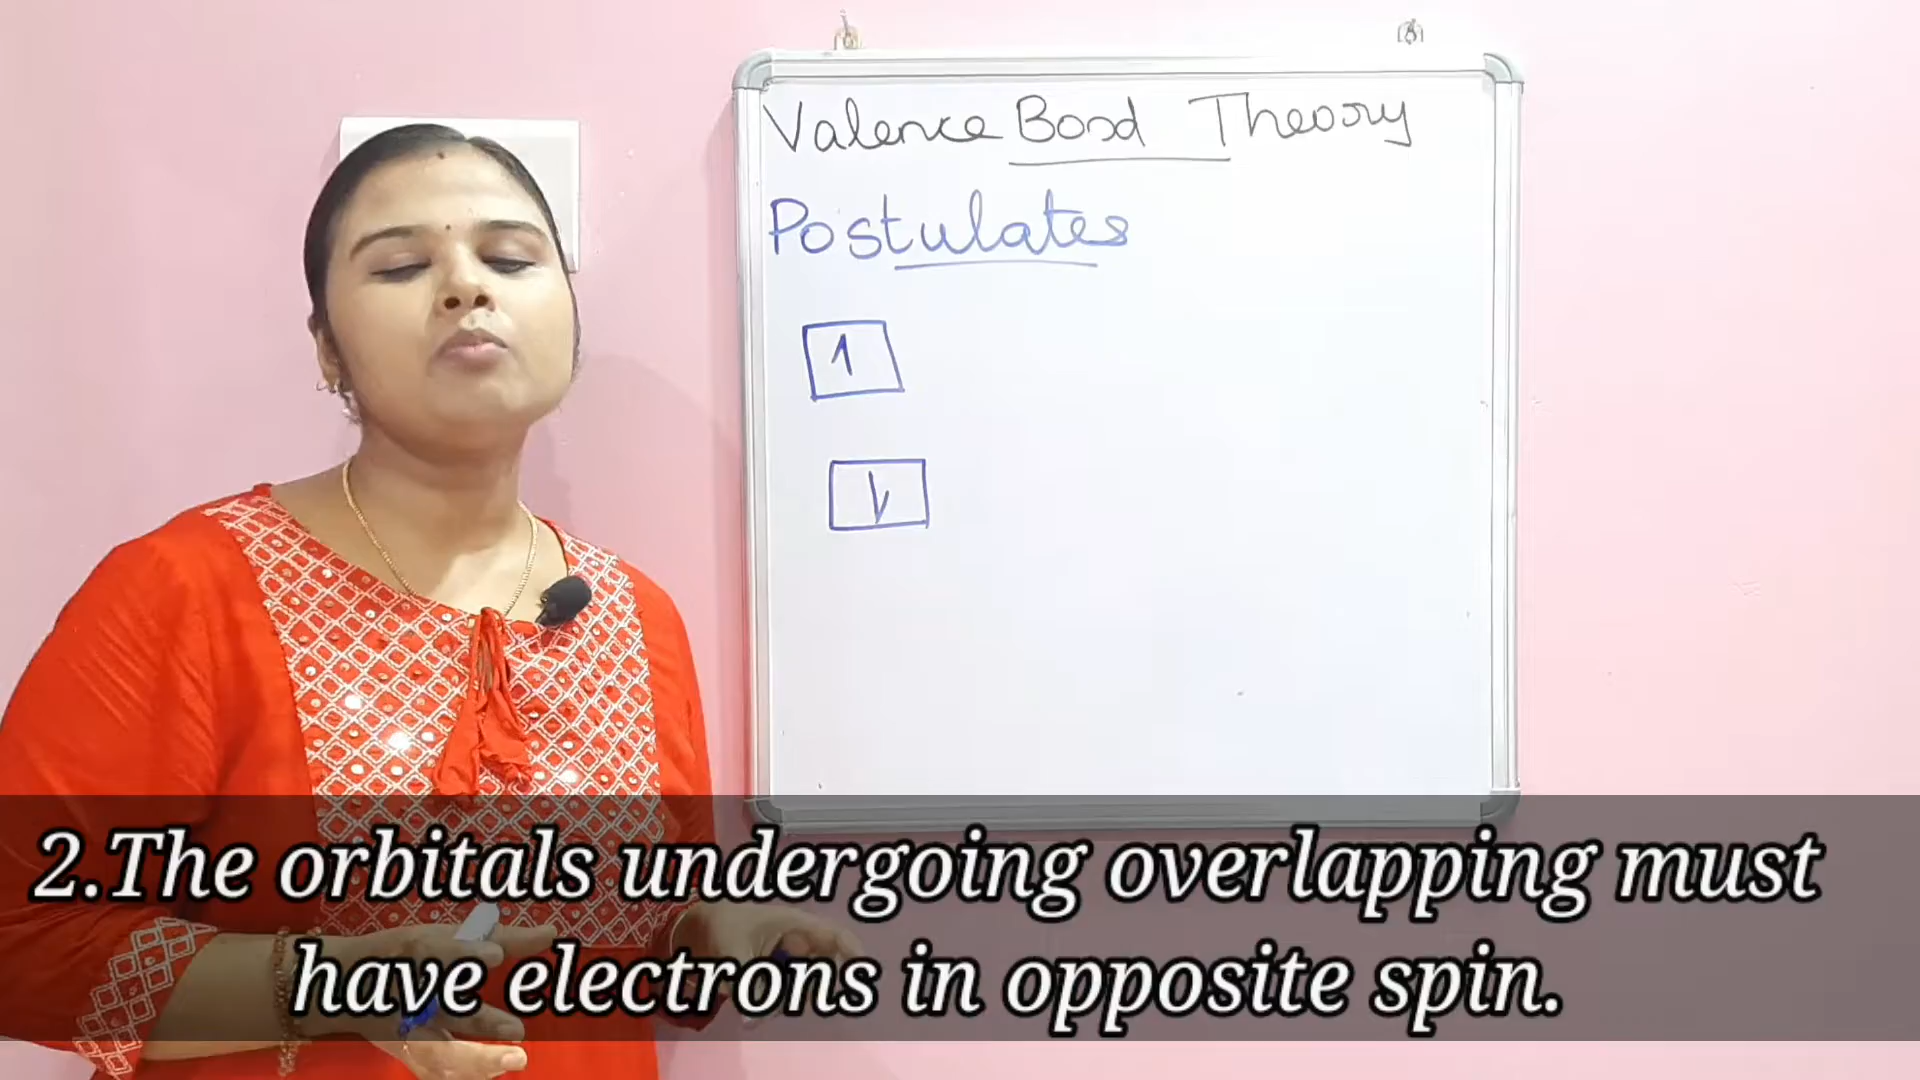 Valence Bond Theory
Postulates
1
2.The orbitals undergoing overlapping must
have electrons in opposite spin.